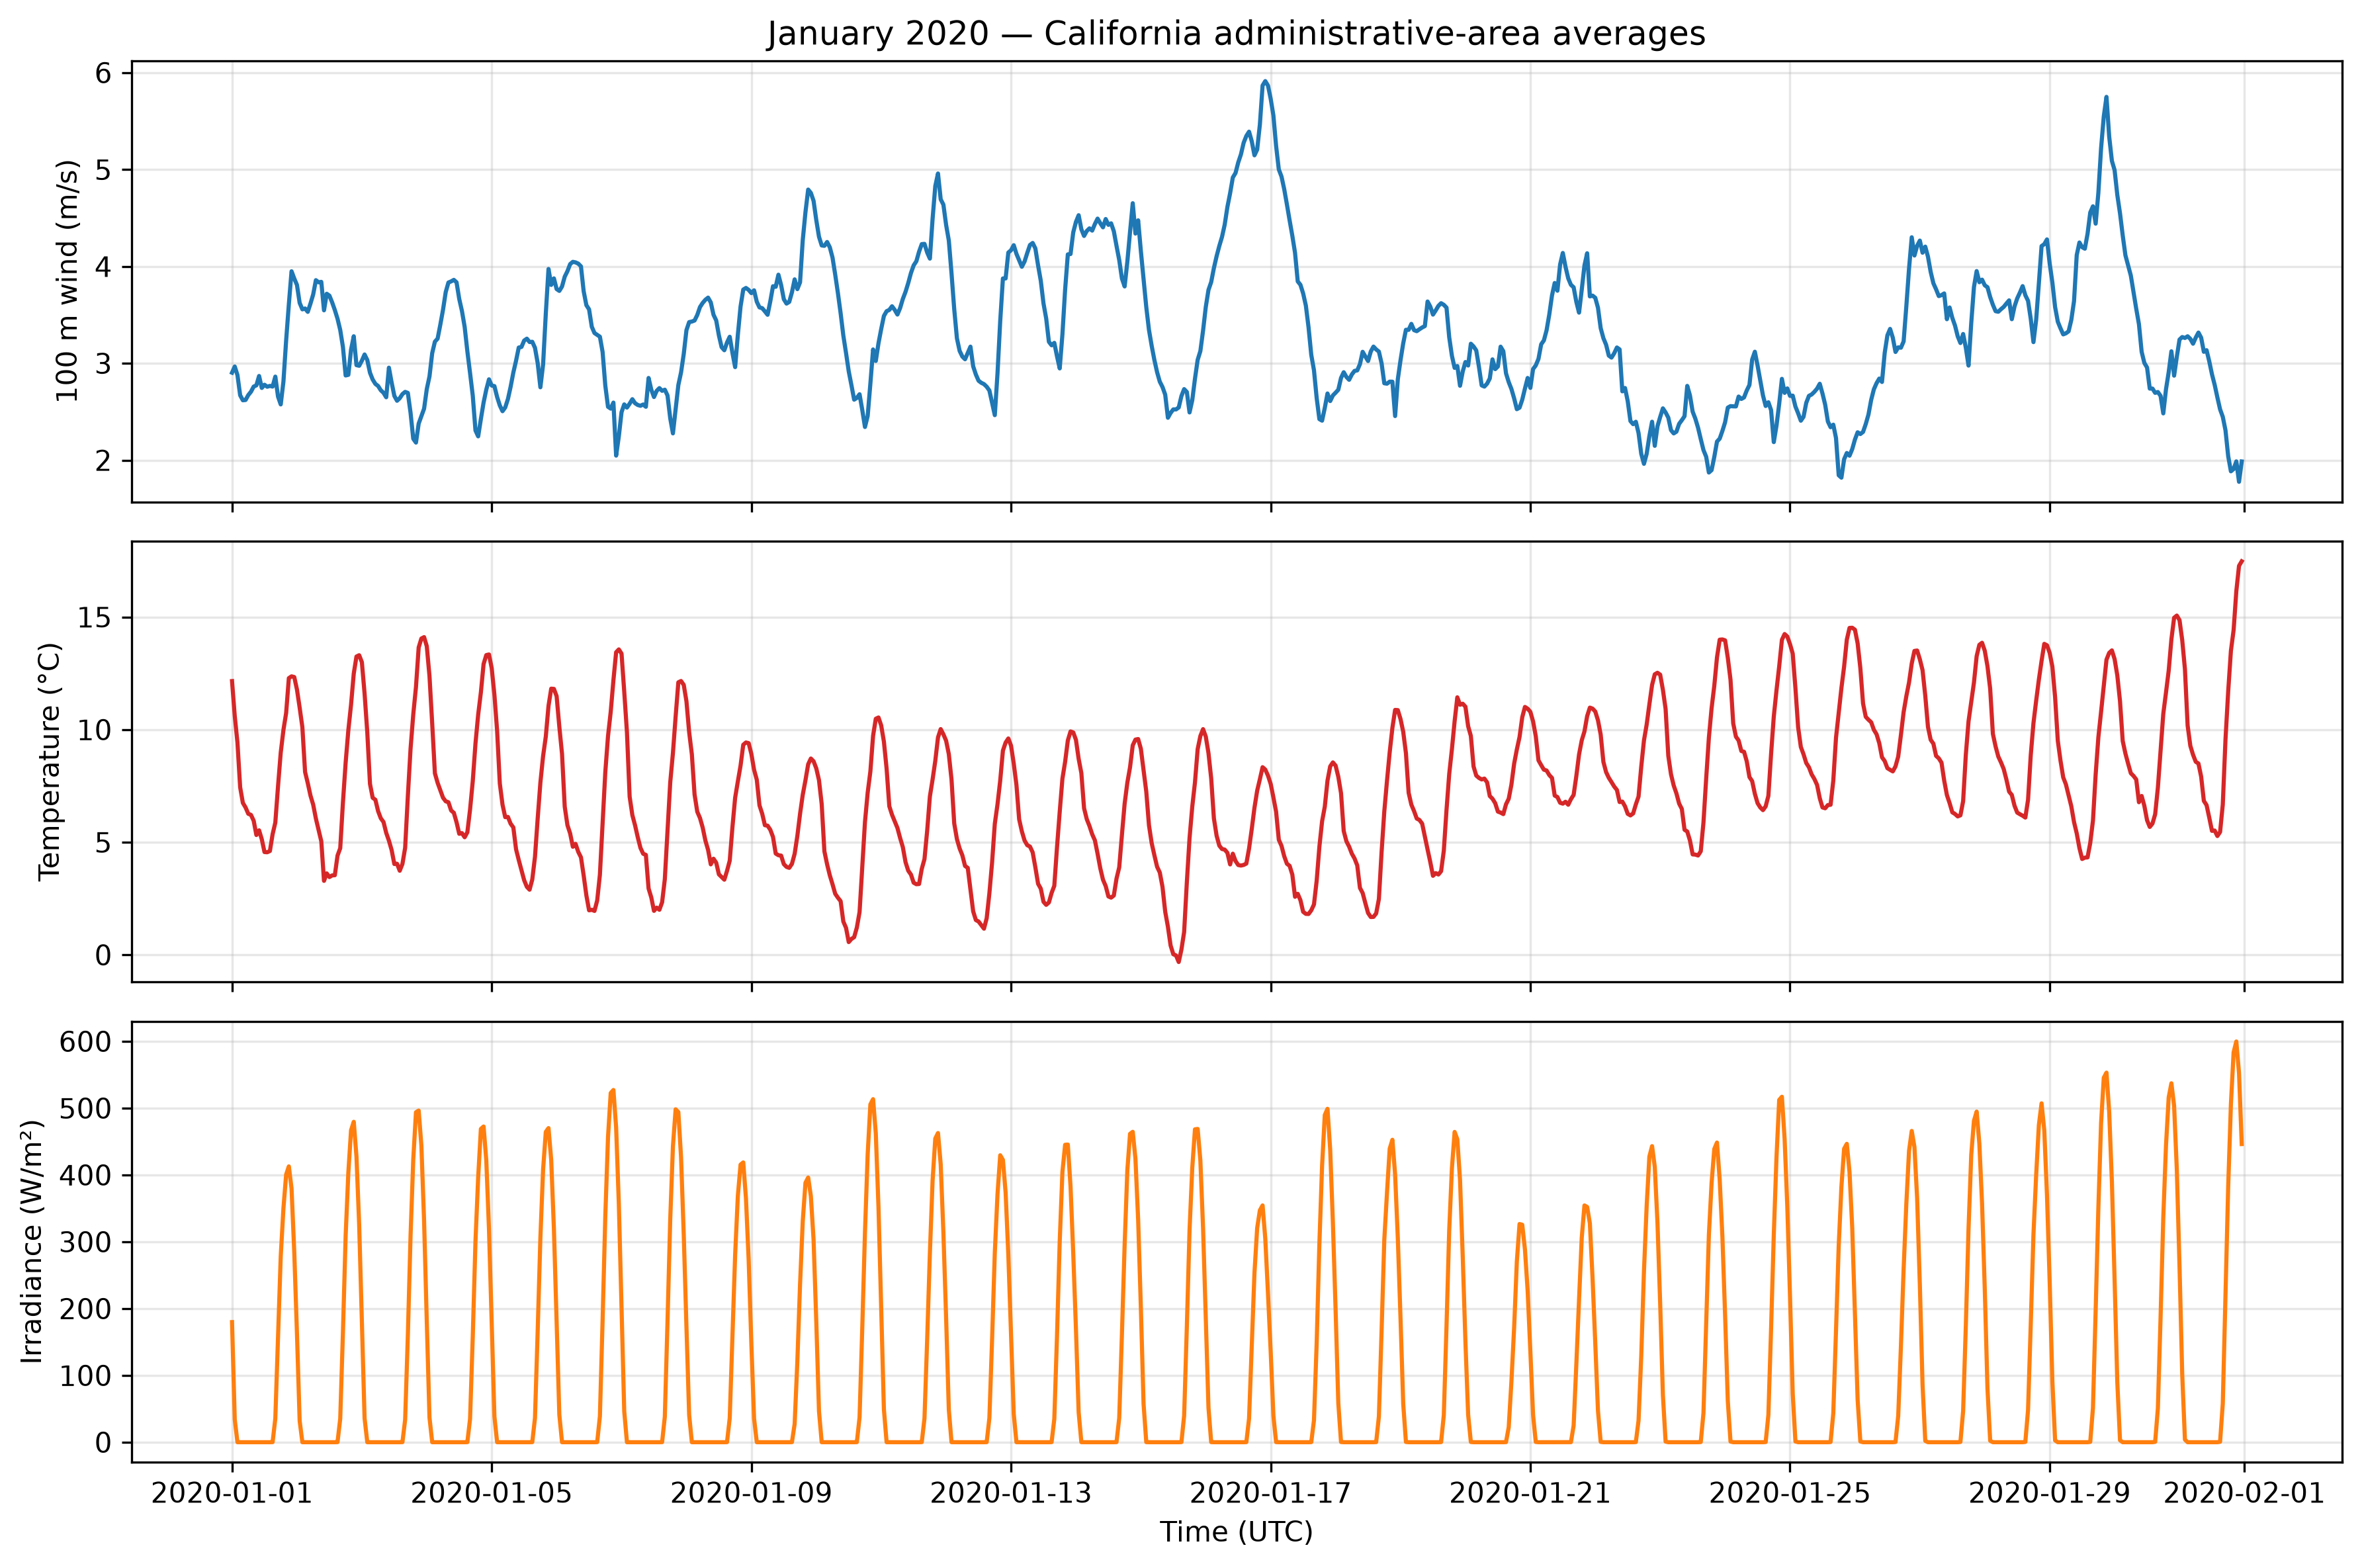 January 2020 — California administrative-area averages
100 m wind (m/s)
6
5
4
3
2
Temperature (°C)
15
10
5
0
Irradiance (W/m²)
600
500
400
300
200
100
0
2020-01-01 2020-01-05 2020-01-09 2020-01-13 2020-01-17 2020-01-21 2020-01-25 2020-01-29 2020-02-01
Time (UTC)